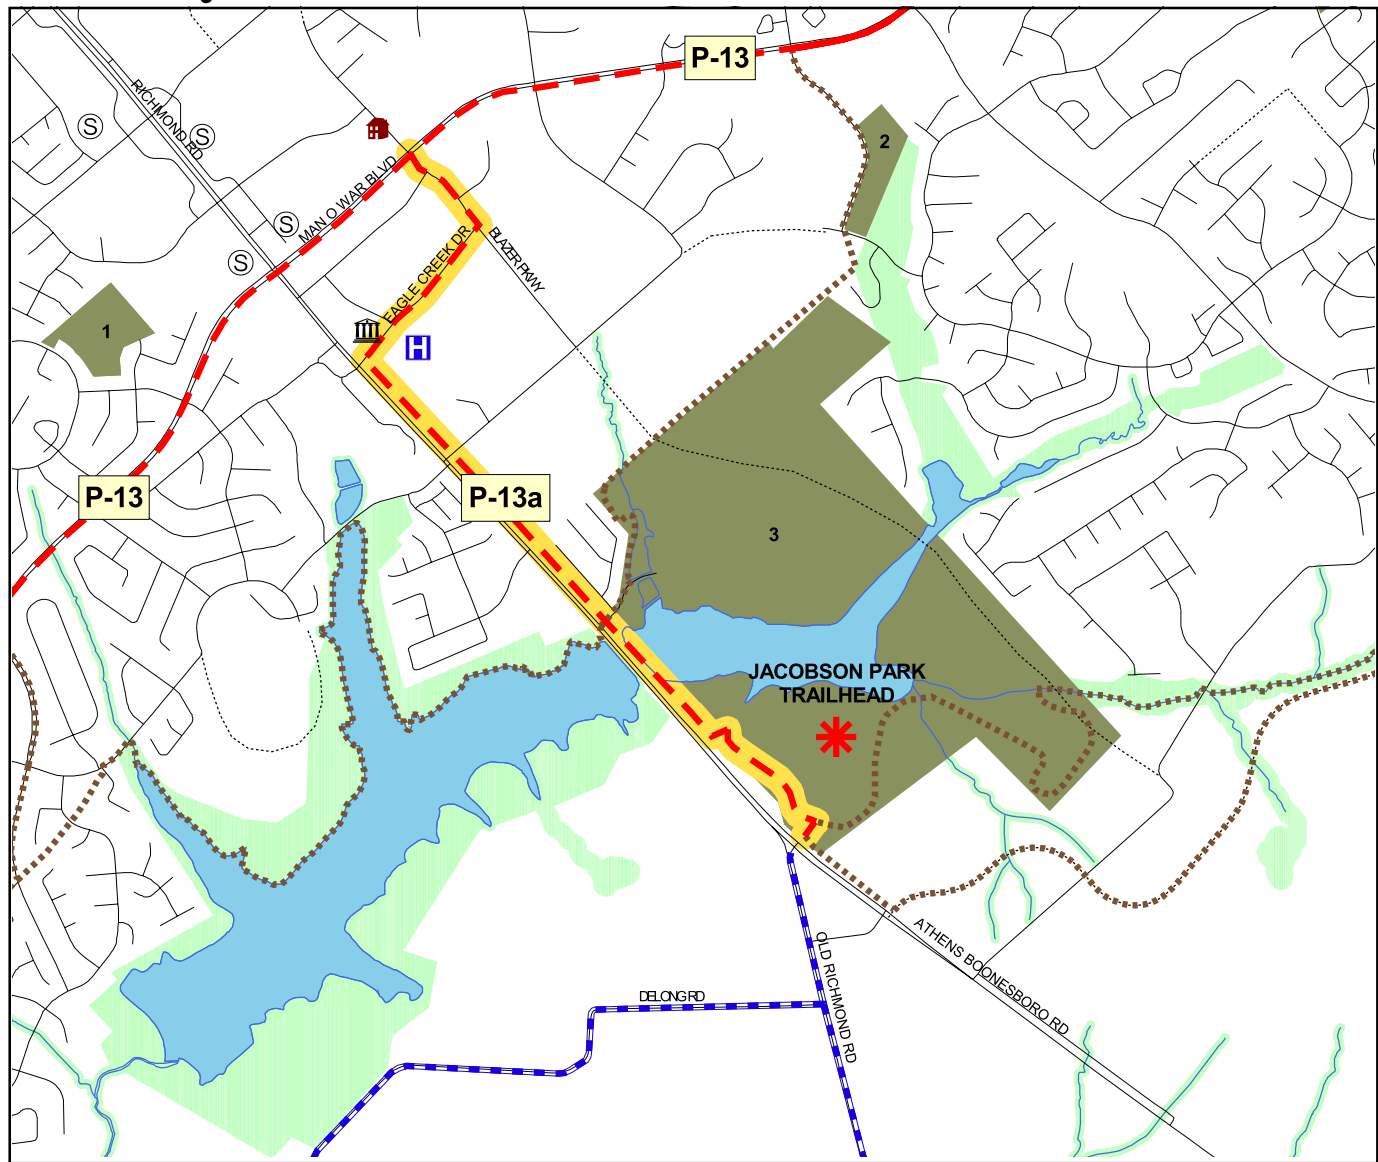 P-13
RICHMOND RD
S
S
2
MAN O WAR BLVD
S
S
EAGLE CREEK DR
BLAZER PKWY
1
H
P-13
P-13a
3
JACOBSON PARK
TRAILHEAD
OLD RICHMOND RD
ATHENS BOONESBORO RD
DELONG RD